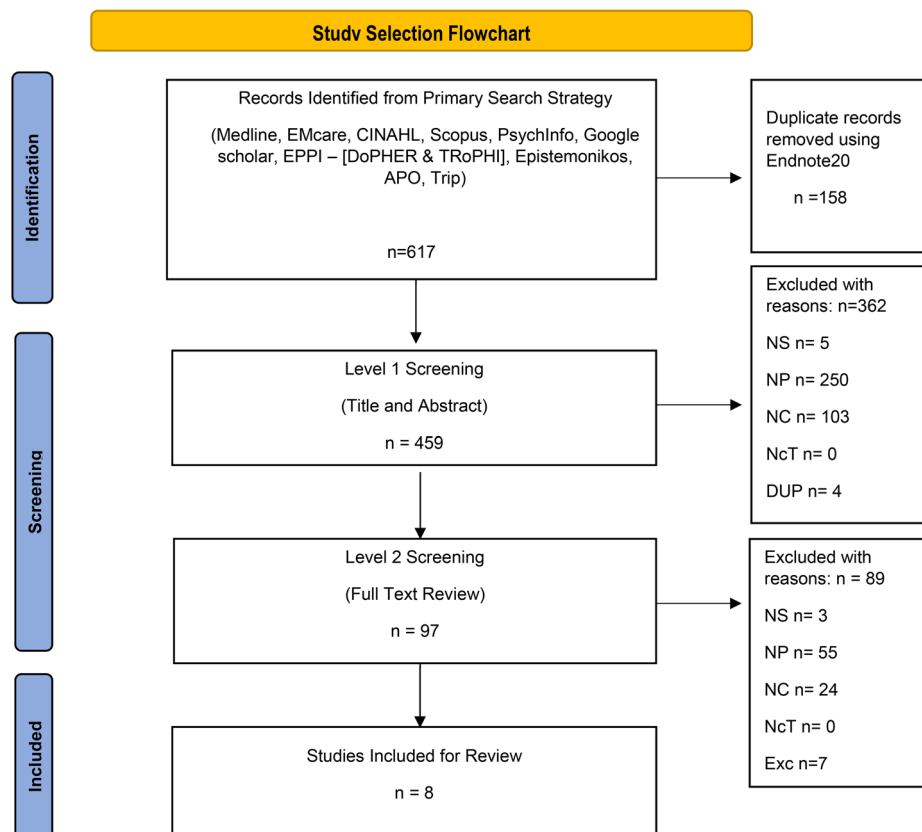 Study Selection Flowchart
Identification
Records Identified from Primary Search Strategy
(Medline, EMcare, CINAHL, Scopus, PsychInfo, Google
scholar, EPPI – [DoPHER & TRoPHI], Epistemonikos,
APO, Trip)
n=617
Duplicate records
removed using
Endnote20
n =158
Screening
Level 1 Screening
(Title and Abstract)
n = 459
Excluded with
reasons: n=362
NS n= 5
NP n= 250
NC n= 103
NcT n= 0
DUP n= 4
Level 2 Screening
(Full Text Review)
n = 97
Excluded with
reasons: n = 89
NS n= 3
NP n= 55
NC n= 24
NcT n= 0
Exc n=7
Included
Studies Included for Review
n = 8